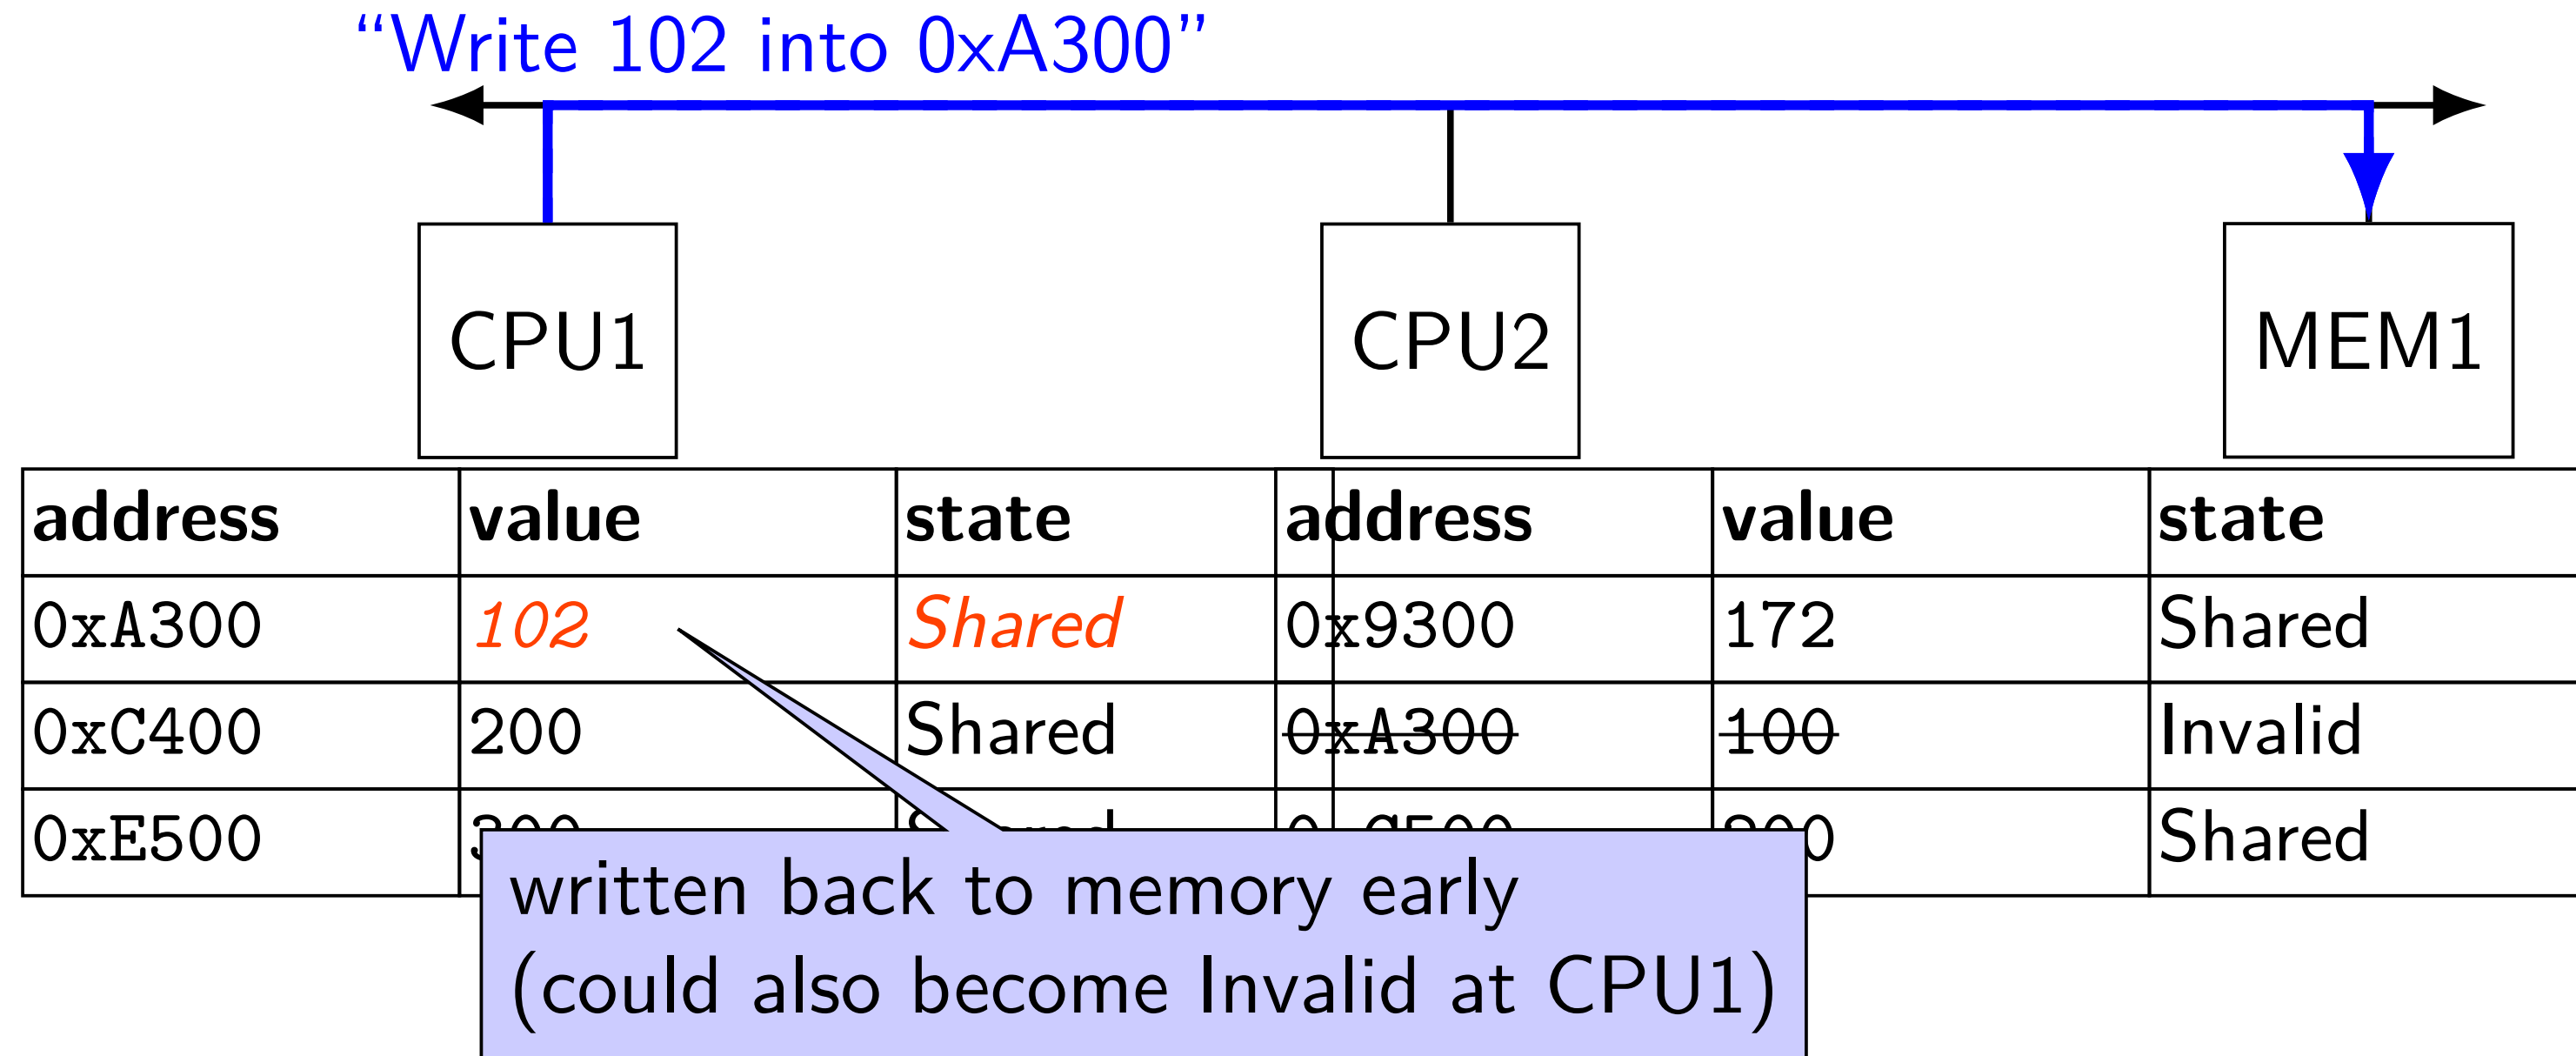 “Write 102 into 0xA300”
CPU1 CPU2 MEM1
address value state address value state
0xA300 102 Shared 0x9300 172 Shared
0xC400 200 Shared 0xA300 100 Invalid
0xE500 Shared
written back to memory early
(could also become Invalid at CPU1)